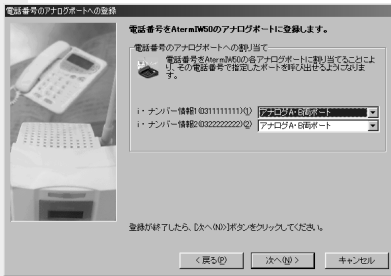 電話番号のアナログポートへの登録
電話番号をAtermIW50のアナログポートに登録します。
電話番号のアナログポートへの割り当て
電話番号をAtermIW50の各アナログポートに割り当てることによ
り、その電話番号で指定したポートを呼び出せるようになりま
す。
i・ナンバー情報1(0311111111)(1) アナログA・B両ポート
i・ナンバー情報2(0322222222)(2) アナログA・B両ポート
登録が終了したら、[次へ(N)>]ボタンをクリックしてください。
< 戻る(P) 次へ(N) > キャンセル